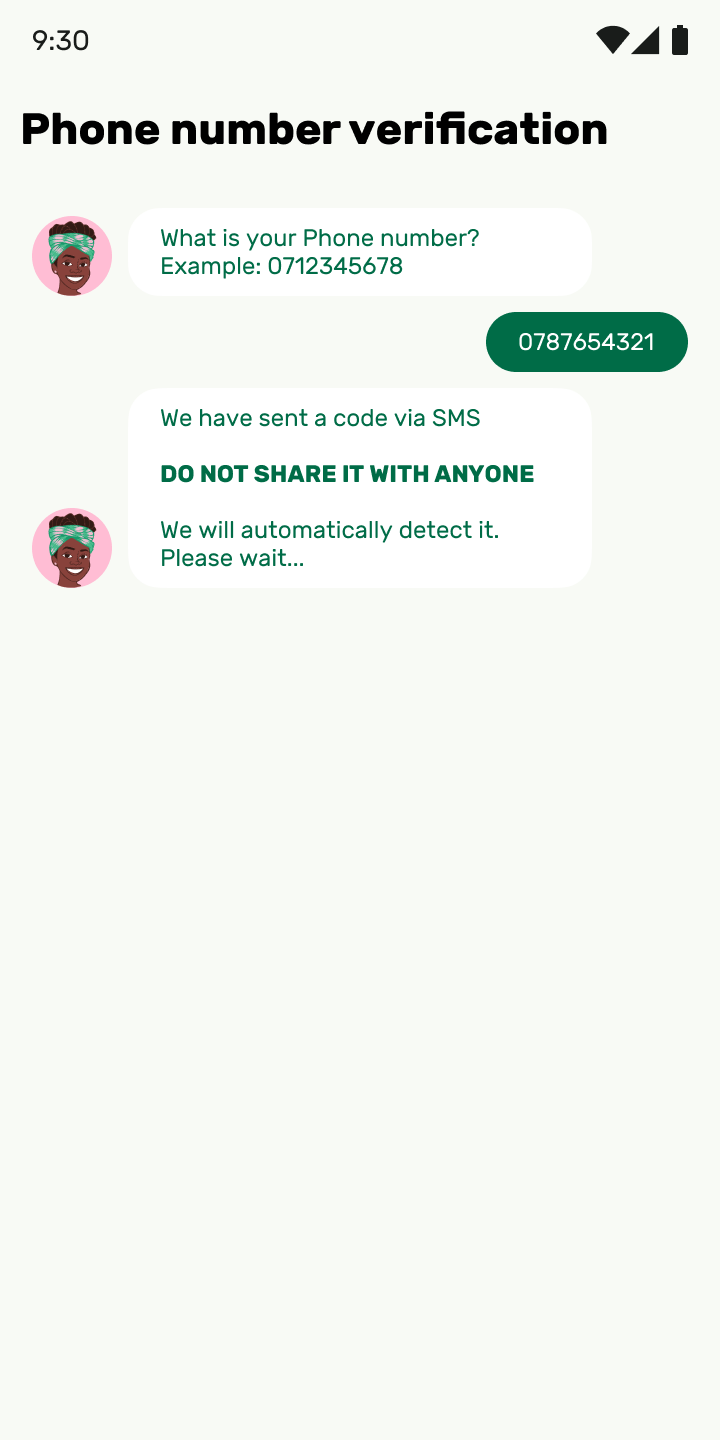 9:30
Phone number verification
What is your Phone number?
Example: 0712345678
0787654321
We have sent a code via SMS
DO NOT SHARE IT WITH ANYONE
We will automatically detect it.
Please wait...